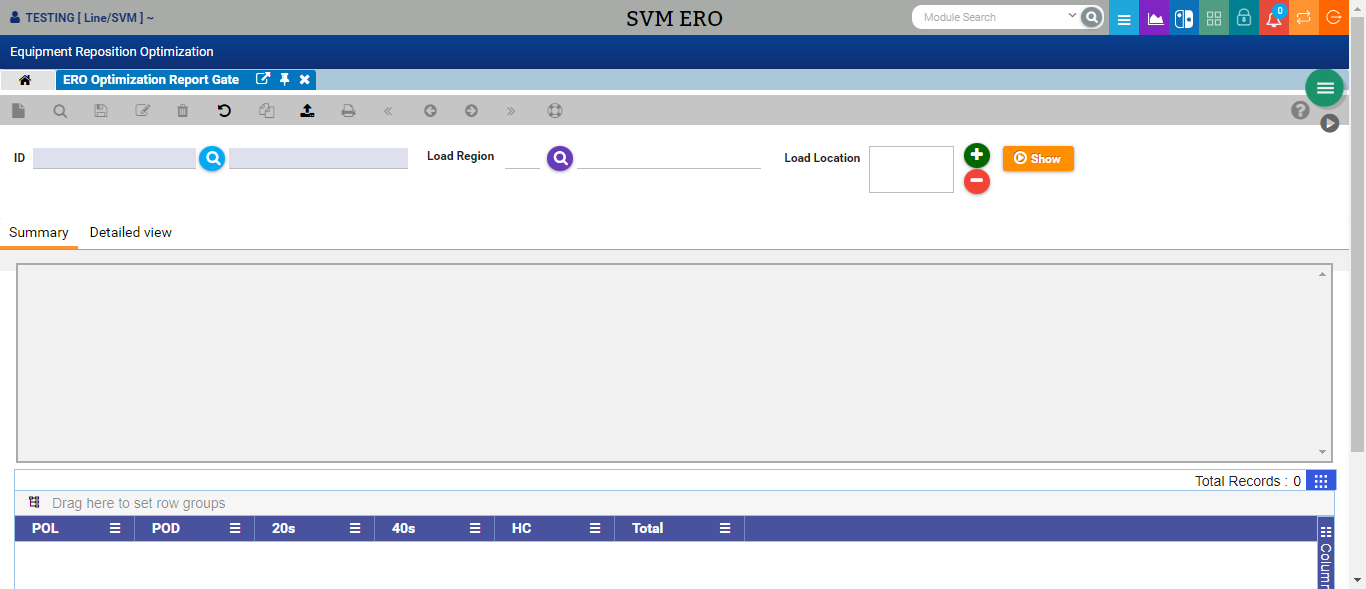 TESTING [ Line/SVM ] ~
SVM ERO
Module Search
0
Equipment Reposition Optimization
ERO Optimization Report Gate
ID
Load Region
Load Location
Show
Summary
Detailed view
Total Records : 0
Drag here to set row groups
POL POD 20s 40s HC Total
Column